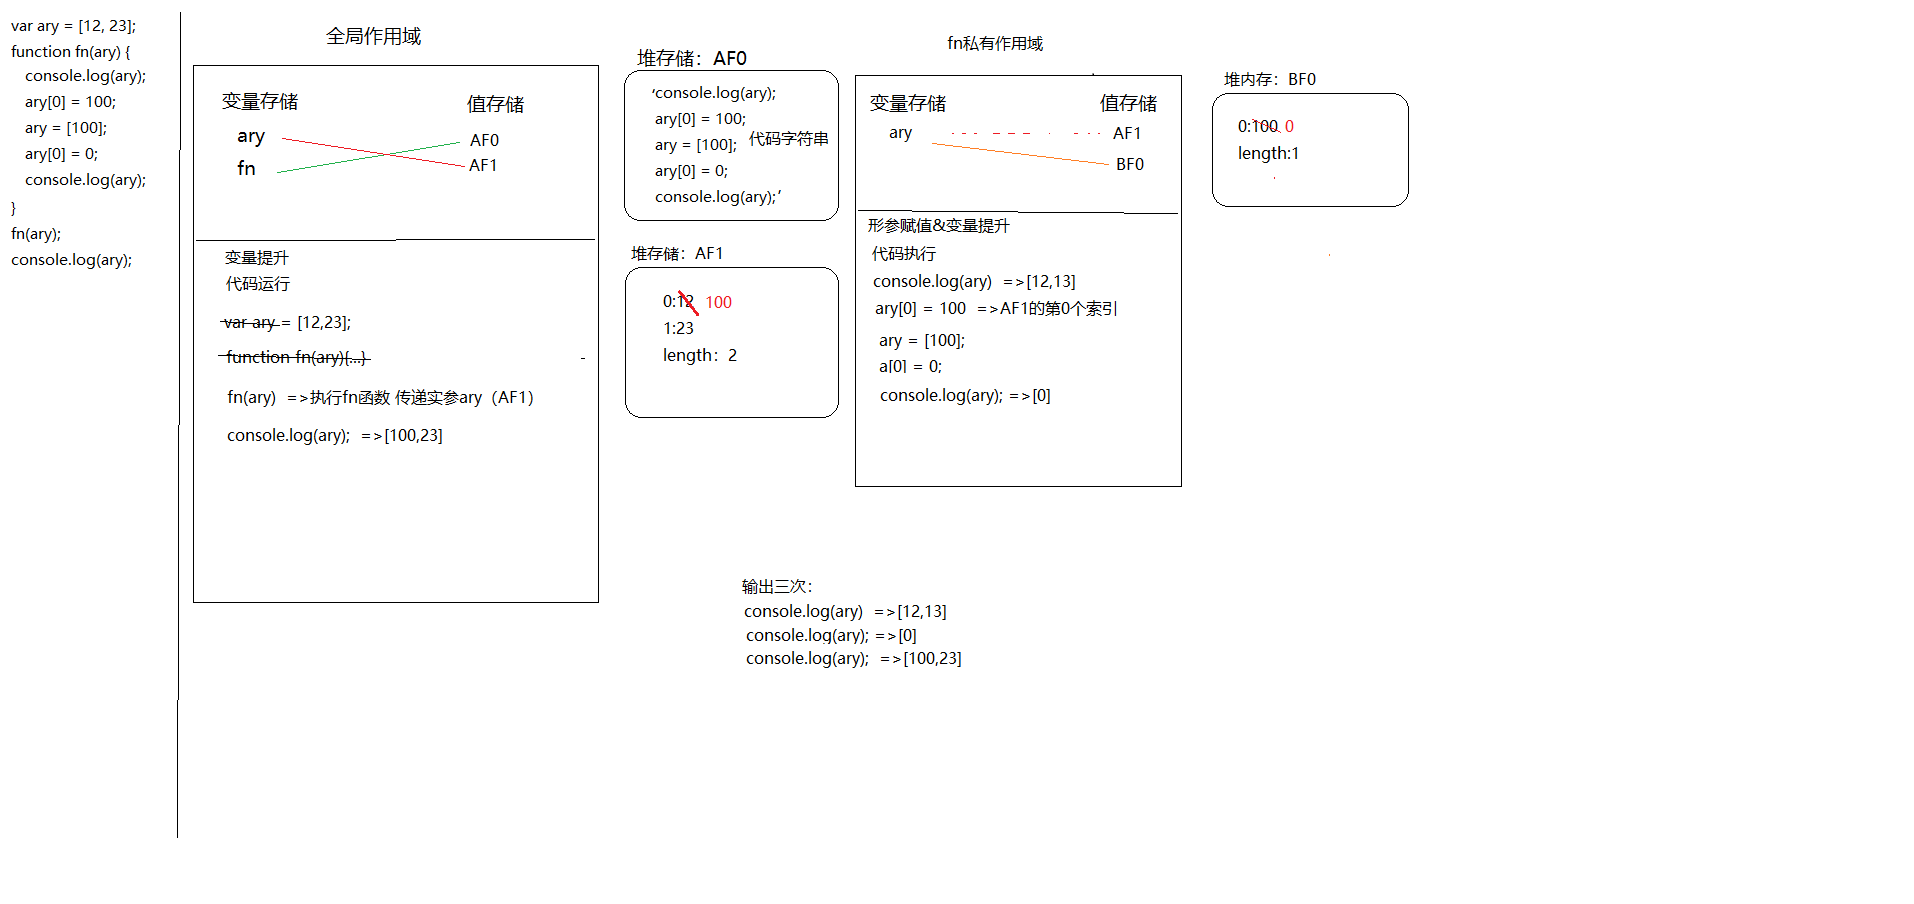 var ary = [12, 23];
function fn(ary) {
console.log(ary);
ary[0] = 100;
ary = [100];
ary[0] = 0;
console.log(ary);
}
fn(ary);
console.log(ary);
全局作用域
变量存储 值存储
ary AF0
fn AF1
变量提升
代码运行
var ary = [12,23];
function fn(ary){...}
fn(ary) =>执行fn函数 传递实参ary（AF1）
console.log(ary); =>[100,23]
堆存储：AF0
‘console.log(ary);
ary[0] = 100;
ary = [100]; 代码字符串
ary[0] = 0;
console.log(ary);’
堆存储：AF1
0:12 100
1:23
length：2
fn私有作用域
变量存储 值存储
ary AF1
BF0
形参赋值&变量提升
代码执行
console.log(ary) =>[12,13]
ary[0] = 100 =>AF1的第0个索引
ary = [100];
a[0] = 0;
console.log(ary); =>[0]
堆内存：BF0
0:100 0
length:1
输出三次：
console.log(ary) =>[12,13]
console.log(ary); =>[0]
console.log(ary); =>[100,23]